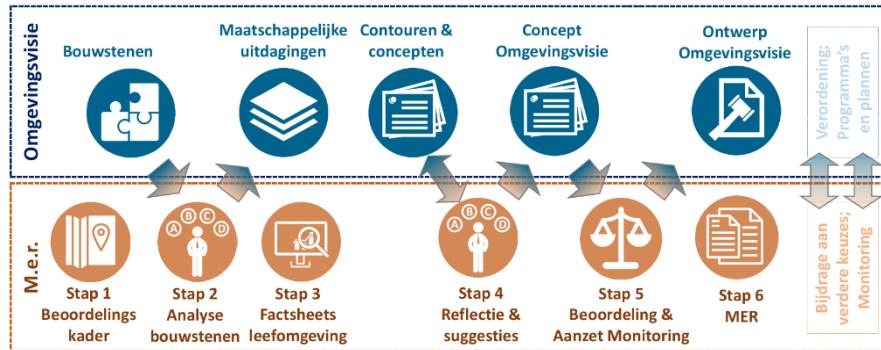 Omgevingsvisie
Bouwstenen
Maatschappelijke
uitdagingen
Contouren &
concepten
Concept
Omgevingsvisie
Ontwerp
Omgevingsvisie
Verordening;
Programma's
en plannen
M.e.r.
Stap 1
Beoordelings
kader
A B C D
Stap 2
Analyse
bouwstenen
Stap 3
Factsheets
leefomgeving
A B C D
Stap 4
Reflectie &
suggesties
Stap 5
Beoordeling &
Aanzet Monitoring
Stap 6
MER
Bijdrage aan
verdere keuzes;
Monitoring